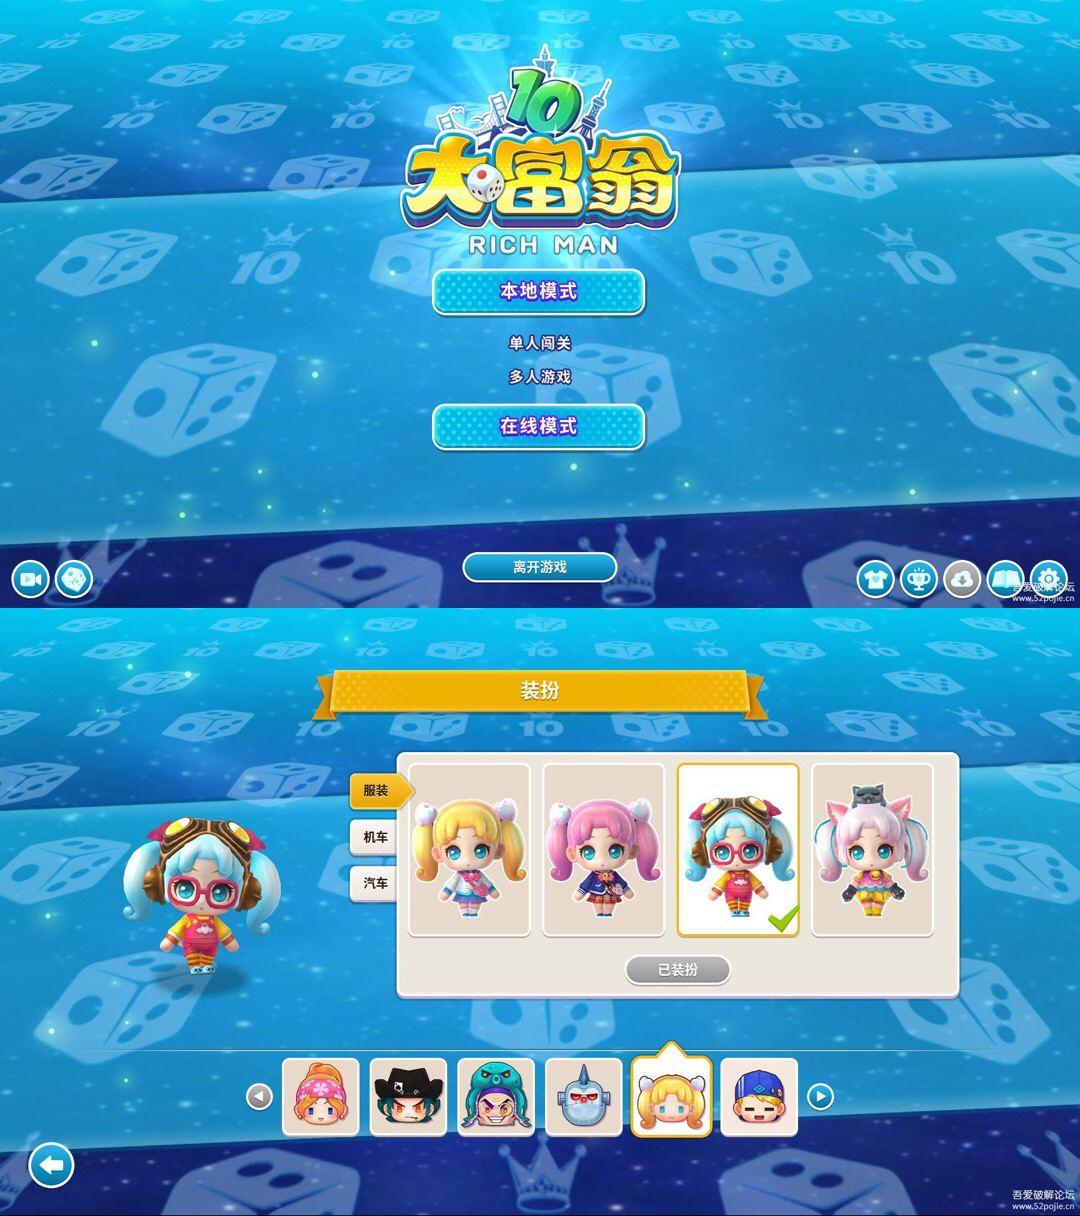 10
大富翁
RICH MAN
本地模式
单人闯关
多人游戏
在线模式
离开游戏
吾爱破解论坛
www.52pojie.cn
装扮
服装
机车
汽车
已装扮
吾爱破解论坛
www.52pojie.cn